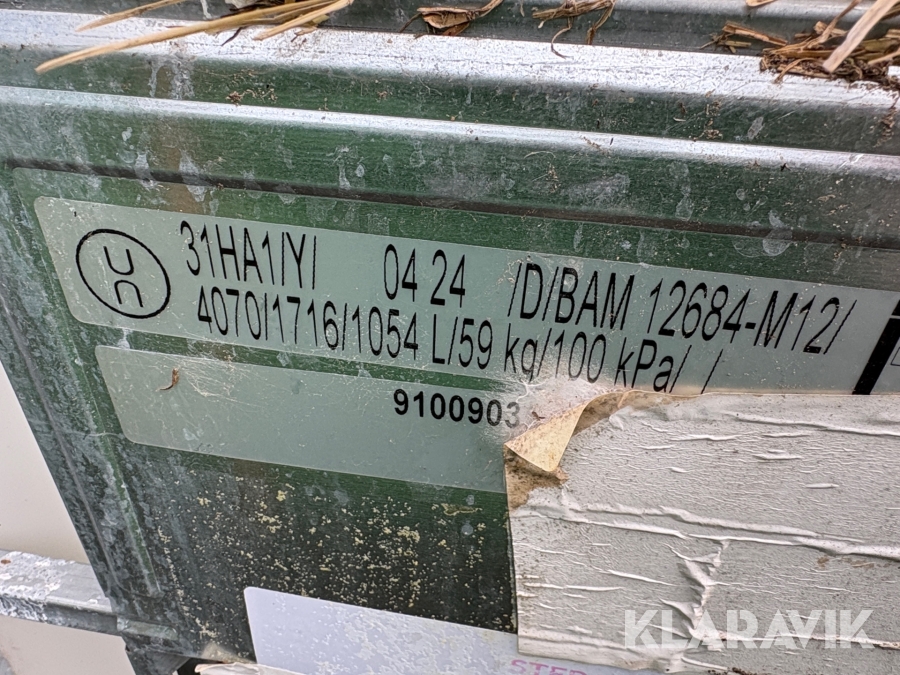 un
31HA1/Y/ 04 24 /D/BAM 12684-M12/
4070/1716/1054 L/59 kg/100 kPa/ /
9100903
KLARAVIK